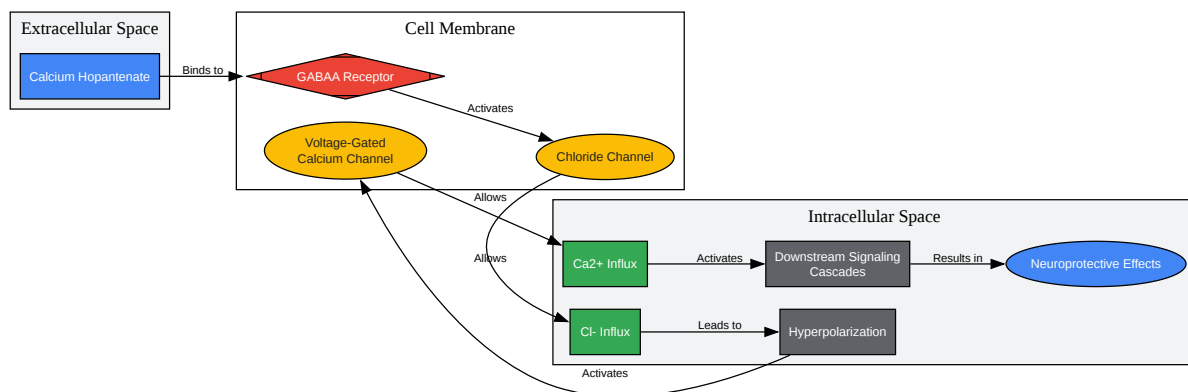 Extracellular Space
Cell Membrane
Calcium Hopantenate
Binds to
GABAA Receptor
Activates
Voltage-Gated
Calcium Channel
Chloride Channel
Allows
Intracellular Space
Allows
Ca2+ Influx
Activates
Downstream Signaling
Cascades
Results in
Neuroprotective Effects
Cl- Influx
Leads to
Hyperpolarization
Activates